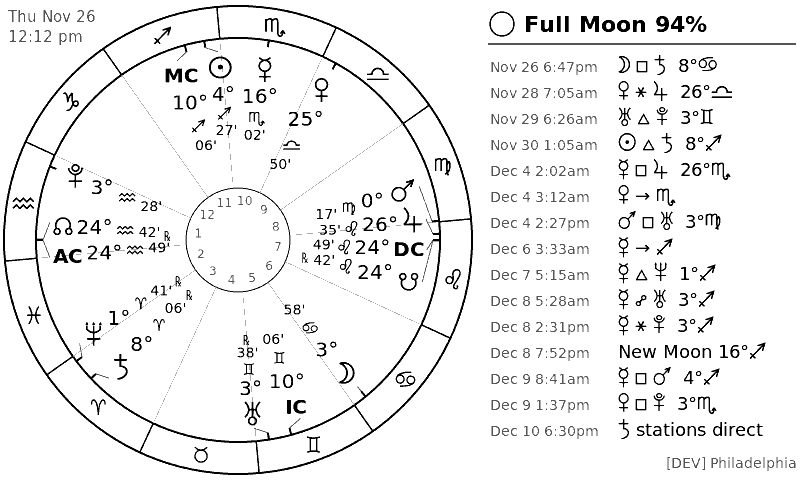 Thu Nov 26
12:12 pm
Full Moon 94%
Nov 26 6:47pm ☽ □ ♄ 8°♋
Nov 28 7:05am ♀ ⚹ ♃ 26°♎
Nov 29 6:26am ♅ △ ♇ 3°♊
Nov 30 1:05am ☉ △ ♄ 8°♐
Dec 4 2:02am ☿ □ ♃ 26°♏
Dec 4 3:12am ♀ → ♏
Dec 4 2:27pm ♂ □ ♅ 3°♍
Dec 6 3:33am ☿ → ♐
Dec 7 5:15am ☿ △ ♆ 1°♐
Dec 8 5:28am ☿ ☍ ♅ 3°♐
Dec 8 2:31pm ☿ ⚹ ♇ 3°♐
Dec 8 7:52pm New Moon 16°♐
Dec 9 8:41am ☿ □ ♂ 4°♐
Dec 9 1:37pm ♀ □ ♇ 3°♏
Dec 10 6:30pm ♄ stations direct
[DEV] Philadelphia
MC 10° ♐ 06'
☉ 4° ♐ 27'
☿ 16° ♏ 02'
♀ 25° ♎ 50'
♂ 0° ♍ 17'
♃ 26° ♌ 35'
DC 24° ♌ 49'
☋ 24° ♌ 42' ℞
☽ 3° ♋ 58'
IC 10° ♊ 06'
♅ 3° ♊ 38' ℞
♄ 8° ♈ 06' ℞
♆ 1° ♈ 41' ℞
AC 24° ♒ 49'
☊ 24° ♒ 42' ℞
♇ 3° ♒ 28'
♐ ♏ ♎ ♍ ♌ ♋ ♊ ♉ ♈ ♓ ♒ ♑
1 2 3 4 5 6 7 8 9 10 11 12